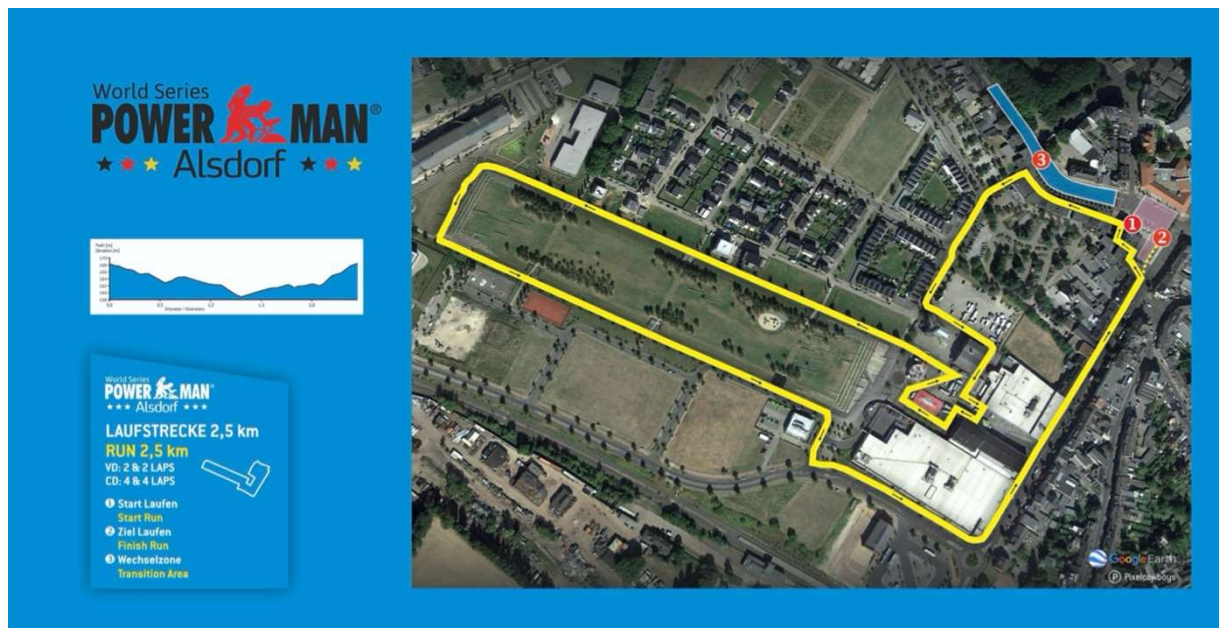 World Series
POWER MAN®
Alsdorf
Kilometer / Kilometers
World Series
POWER MAN®
Alsdorf
LAUFSTRECKE 2,5 km
RUN 2,5 km
VD: 2 & 2 LAPS
CD: 4 & 4 LAPS
1 Start Laufen
Start Run
2 Ziel Laufen
Finish Run
3 Wechselzone
Transition Area
3
1
2
Google Earth
P Pixelcowboys